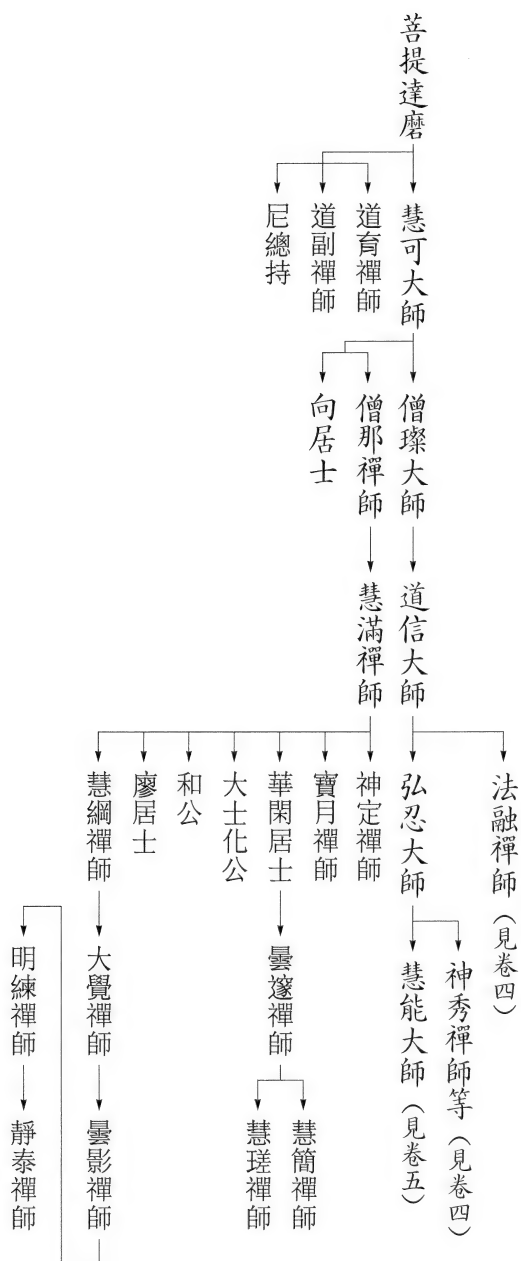 菩提達磨
慧可大師
道育禪師
道副禪師
尼總持
僧璨大師
僧那禪師
向居士
道信大師
慧滿禪師
法融禪師（見卷四）
弘忍大師
神定禪師
寶月禪師
華閑居士
大士化公
和公
廖居士
慧綱禪師
神秀禪師等（見卷四）
慧能大師（見卷五）
曇邃禪師
大覺禪師
明練禪師
慧簡禪師
慧瑳禪師
曇影禪師
靜泰禪師